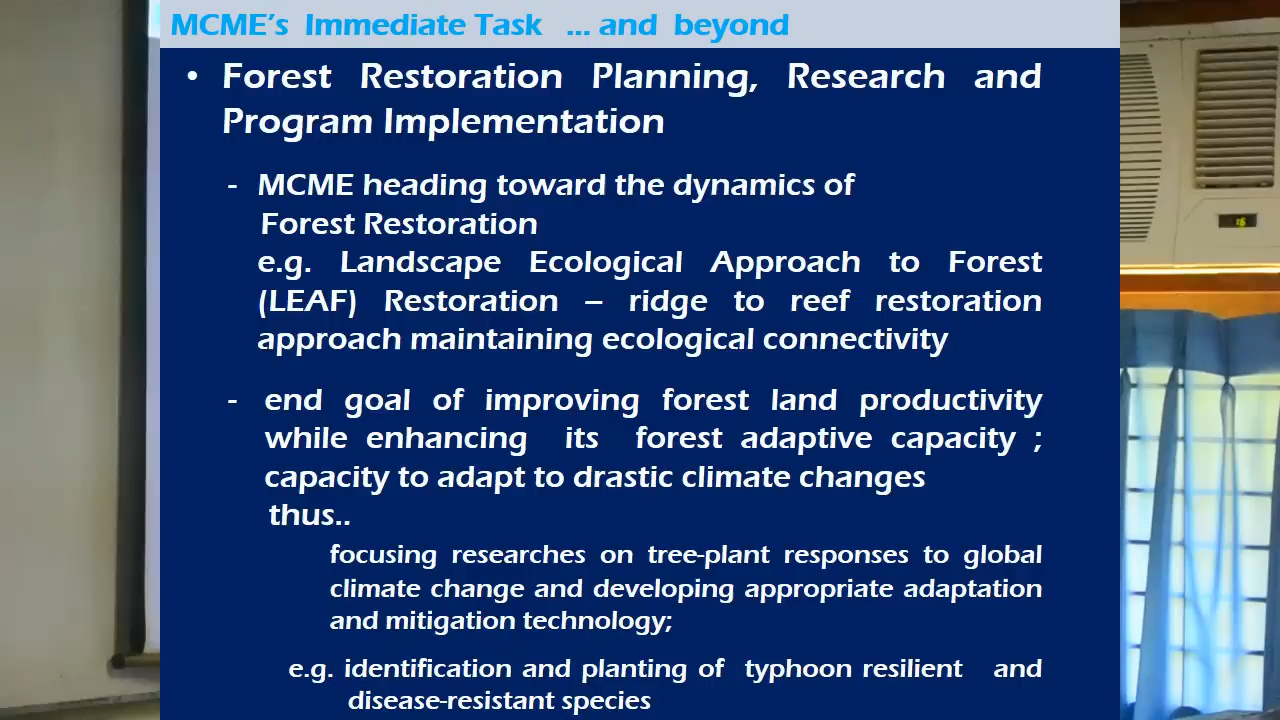 MCME's Immediate Task ... and beyond
• Forest Restoration Planning, Research and
Program Implementation
- MCME heading toward the dynamics of
Forest Restoration
e.g. Landscape Ecological Approach to Forest
(LEAF) Restoration – ridge to reef restoration
approach maintaining ecological connectivity
- end goal of improving forest land productivity
while enhancing its forest adaptive capacity ;
capacity to adapt to drastic climate changes
thus..
focusing researches on tree-plant responses to global
climate change and developing appropriate adaptation
and mitigation technology;
e.g. identification and planting of typhoon resilient and
disease-resistant species
16